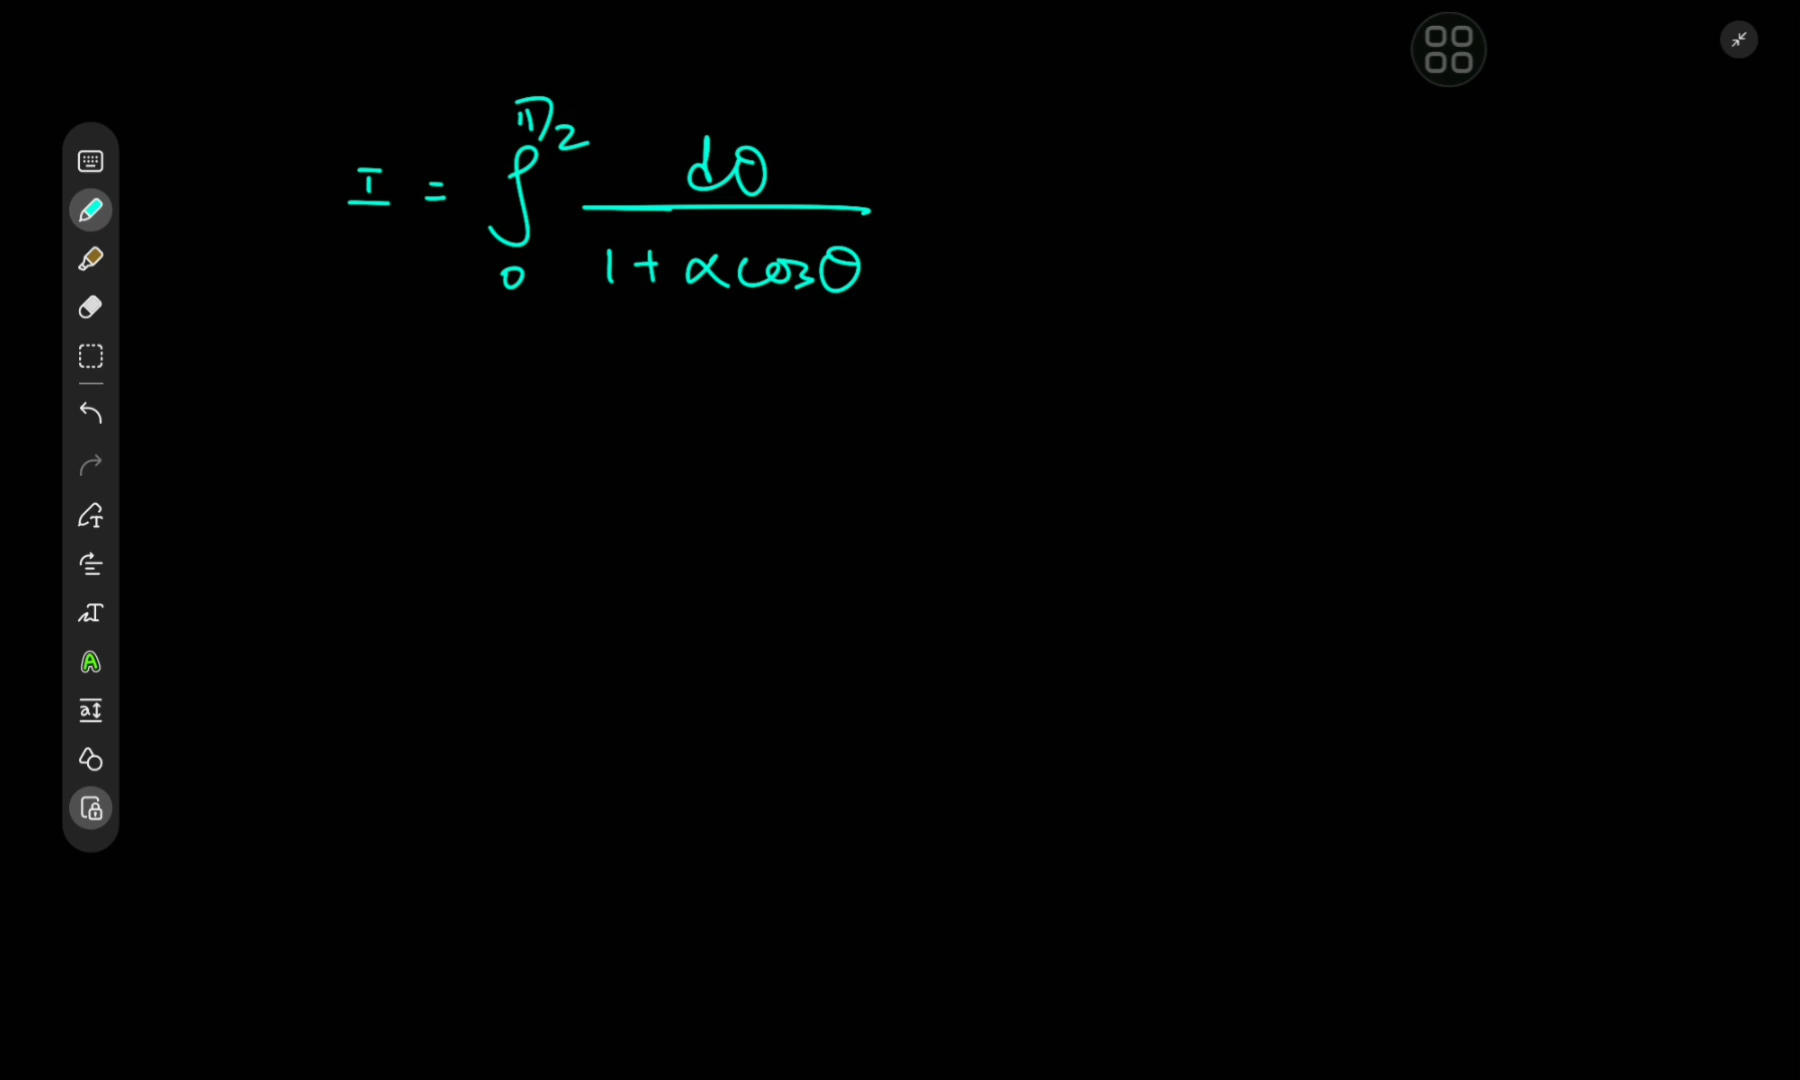 I = ∫₀^{π/2} dθ / (1 + α cosθ)